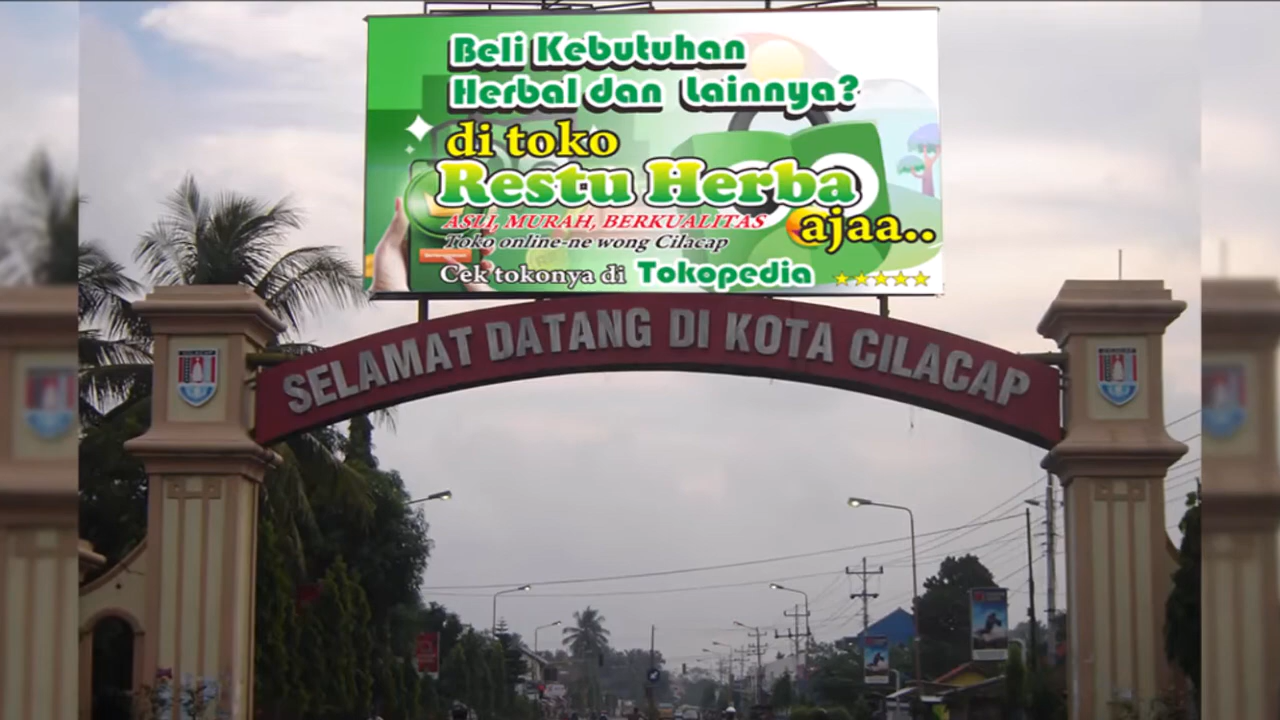 Beli Kebutuhan
Herbal dan Lainnya?
di toko
Restu Herba
ASLI, MURAH, BERKUALITAS
ajaa..
Toko online-ne wong Cilacap
Cek tokonya di Tokopedia
SELAMAT DATANG DI KOTA CILACAP
CILACAP